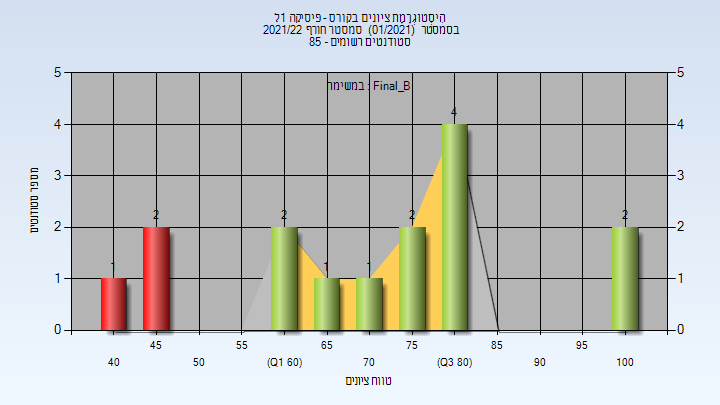 היסטוגרמת ציונים בקורס - פיסיקה 1ל
בסמסטר (01/2021) סמסטר חורף 2021/22
סטודנטים רשומים - 85
במשימה : Final_B
5 5
4 4
3 3
2 2
1 1
0 0
1 2 2 1 1 2 4 2
מספר סטודנטים
45 55 65 75 85 95
40 50 (Q1 60) 70 (Q3 80) 90 100
טווח ציונים